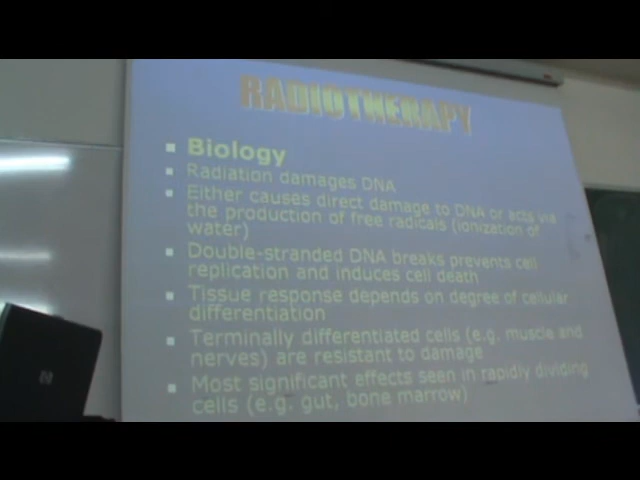 RADIOTHERAPY
Biology
Radiation damages DNA
Either causes direct damage to DNA or acts via
the production of free radicals (ionization of
water)
Double-stranded DNA breaks prevents cell
replication and induces cell death
Tissue response depends on degree of cellular
differentiation
Terminally differentiated cells (e.g. muscle and
nerves) are resistant to damage
Most significant effects seen in rapidly dividing
cells (e.g. gut, bone marrow)
hp